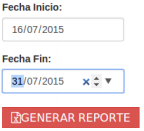 Fecha Inicio:
16/07/2015
Fecha Fin:
31/07/2015
GENERAR REPORTE